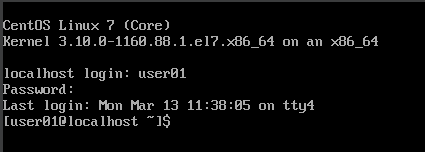 CentOS Linux 7 (Core)
Kernel 3.10.0-1160.88.1.el7.x86_64 on an x86_64
localhost login: user01
Password:
Last login: Mon Mar 13 11:38:05 on tty4
[user01@localhost ~]$